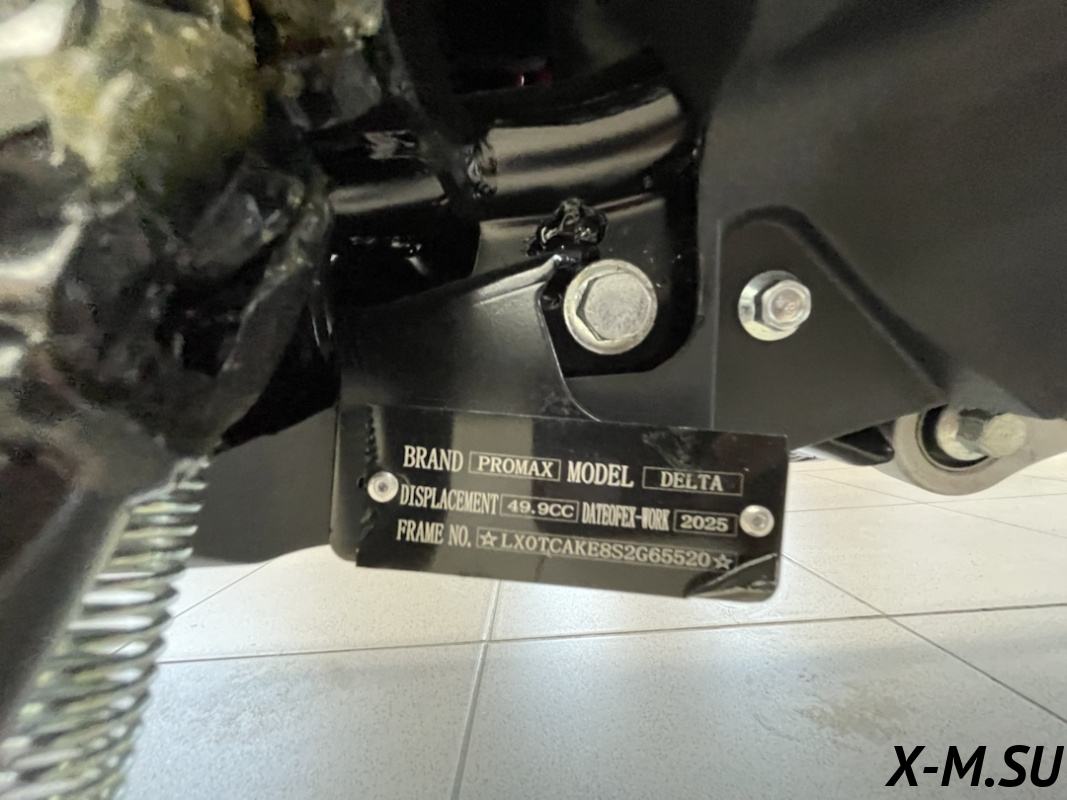 BRAND PROMAX MODEL DELTA
DISPLACEMENT 49.9CC DATEOFEX-WORK 2025
FRAME NO. ☆LX0TCAKE8S2G65520☆
X-M.SU